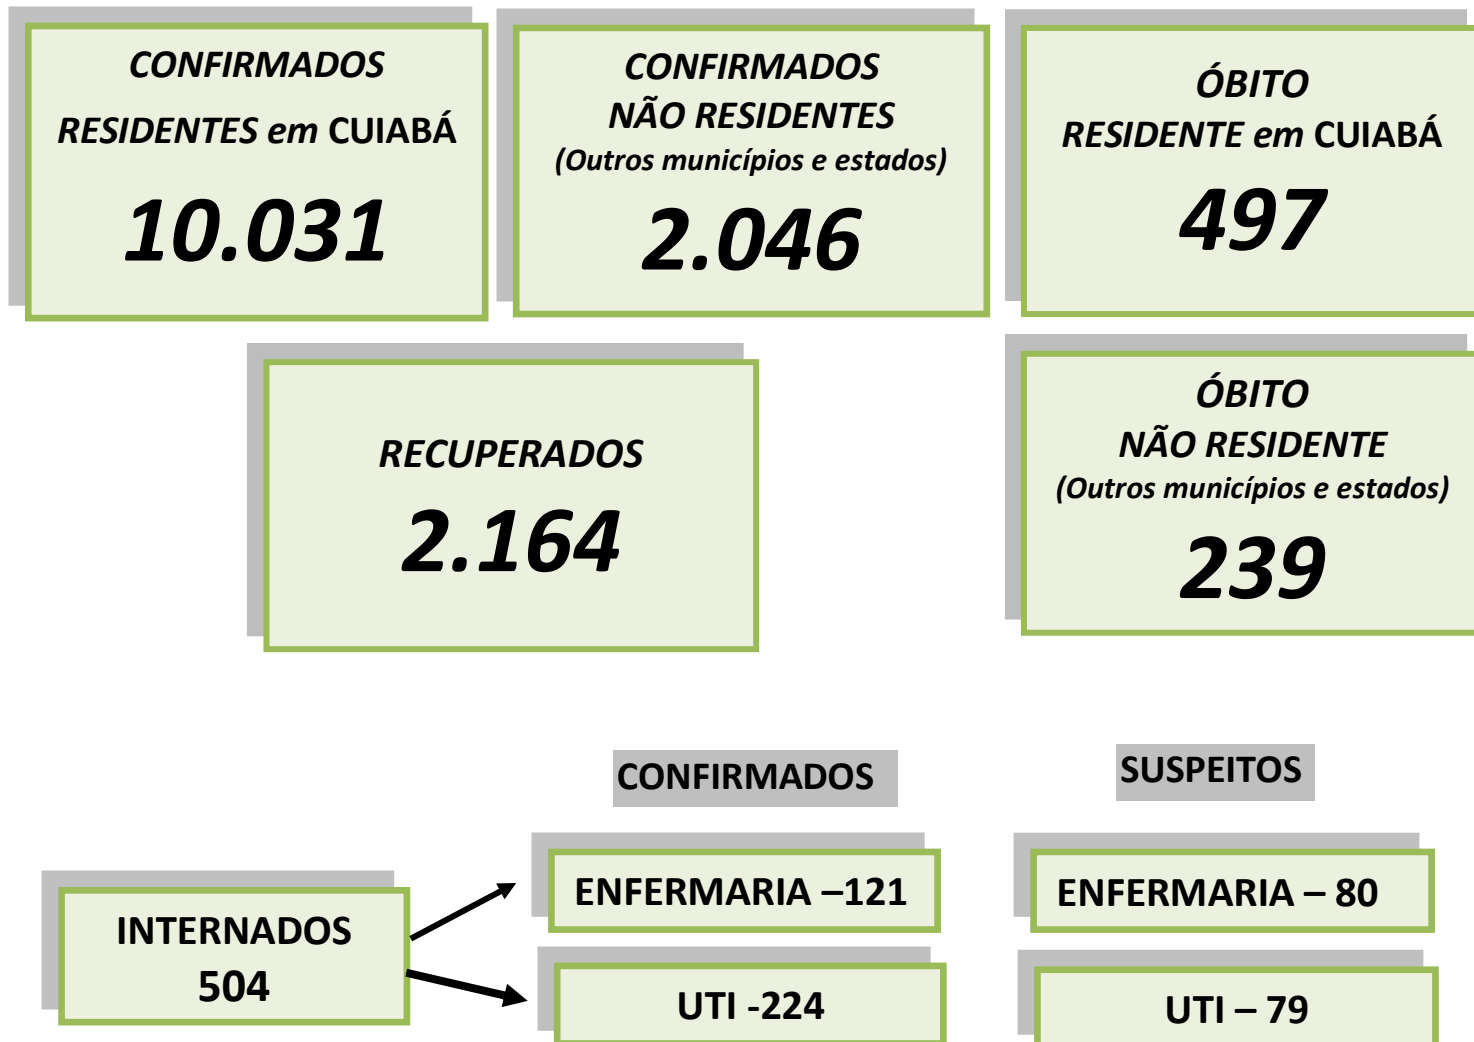 CONFIRMADOS
RESIDENTES em CUIABÁ
10.031
CONFIRMADOS
NÃO RESIDENTES
(Outros municípios e estados)
2.046
ÓBITO
RESIDENTE em CUIABÁ
497
RECUPERADOS
2.164
ÓBITO
NÃO RESIDENTE
(Outros municípios e estados)
239
CONFIRMADOS
SUSPEITOS
INTERNADOS
504
ENFERMARIA –121
ENFERMARIA – 80
UTI -224
UTI – 79